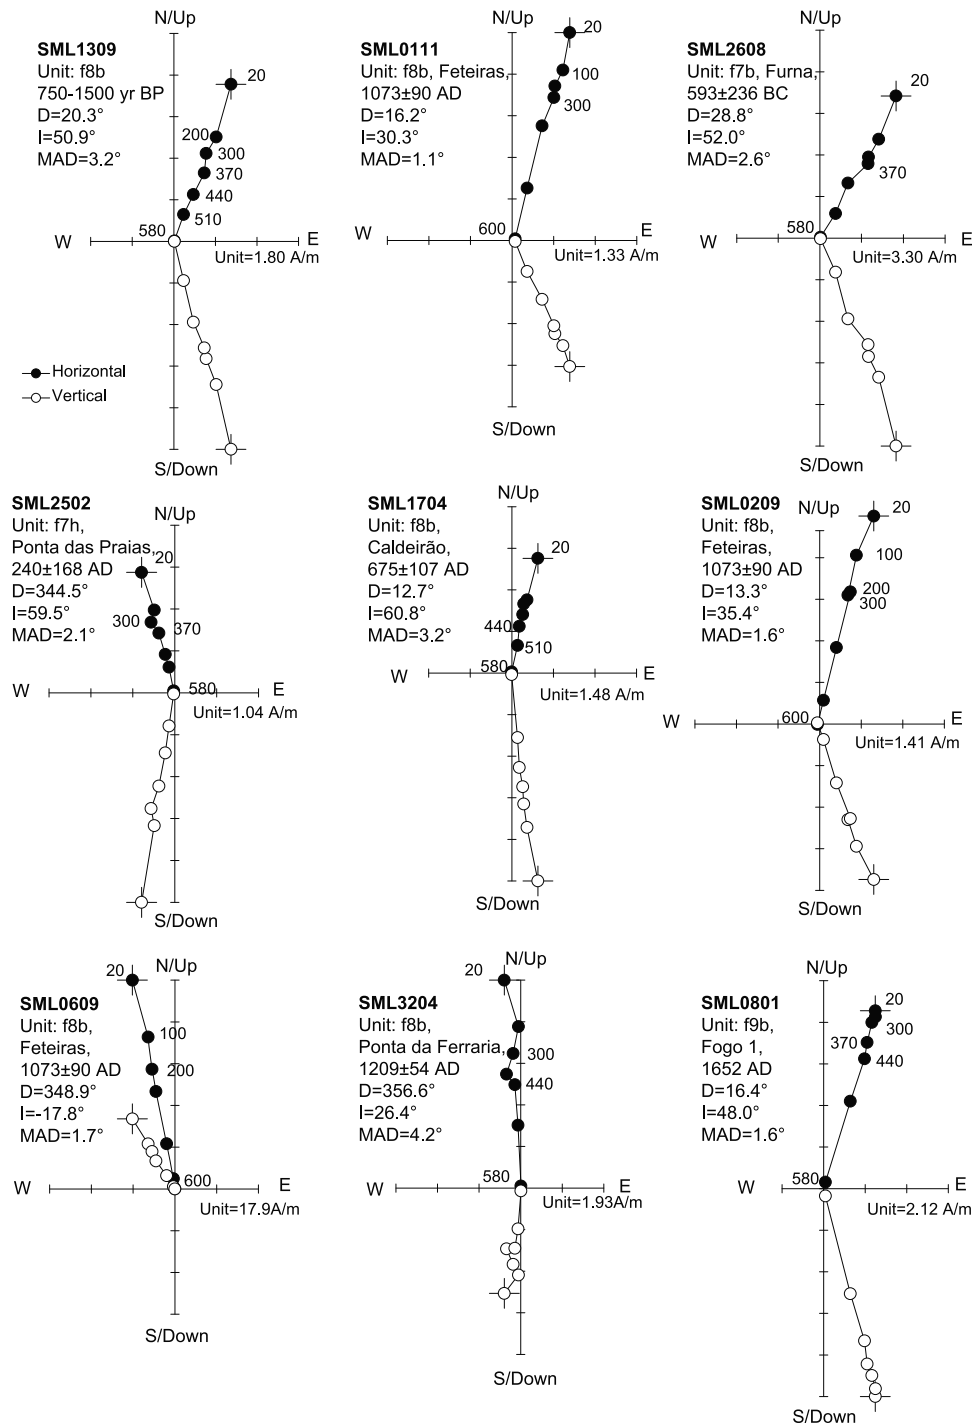 N/Up
SML1309
Unit: f8b
750-1500 yr BP
D=20.3°
I=50.9°
MAD=3.2°
20
200
300
370
440
510
580
W
E
Unit=1.80 A/m
Horizontal
Vertical
S/Down
N/Up
SML0111
Unit: f8b, Feteiras,
1073±90 AD
D=16.2°
I=30.3°
MAD=1.1°
20
100
300
600
W
E
Unit=1.33 A/m
S/Down
N/Up
SML2608
Unit: f7b, Furna,
593±236 BC
D=28.8°
I=52.0°
MAD=2.6°
20
370
580
W
E
Unit=3.30 A/m
S/Down
SML2502
N/Up
Unit: f7h,
Ponta das Praias,
240±168 AD
D=344.5°
I=59.5°
MAD=2.1°
20
300
370
580
W
E
Unit=1.04 A/m
S/Down
N/Up
SML1704
Unit: f8b,
Caldeirão,
675±107 AD
D=12.7°
I=60.8°
MAD=3.2°
20
440
510
580
W
E
Unit=1.48 A/m
S/Down
N/Up
SML0209
Unit: f8b,
Feteiras,
1073±90 AD
D=13.3°
I=35.4°
MAD=1.6°
20
100
200
300
600
W
E
Unit=1.41 A/m
S/Down
N/Up
SML0609
Unit: f8b,
Feteiras,
1073±90 AD
D=348.9°
I=-17.8°
MAD=1.7°
20
100
200
600
W
E
Unit=17.9A/m
S/Down
N/Up
SML3204
Unit: f8b,
Ponta da Ferraria,
1209±54 AD
D=356.6°
I=26.4°
MAD=4.2°
20
300
440
580
W
E
Unit=1.93A/m
S/Down
N/Up
SML0801
Unit: f9b,
Fogo 1,
1652 AD
D=16.4°
I=48.0°
MAD=1.6°
20
300
370
440
580
W
E
Unit=2.12 A/m
S/Down